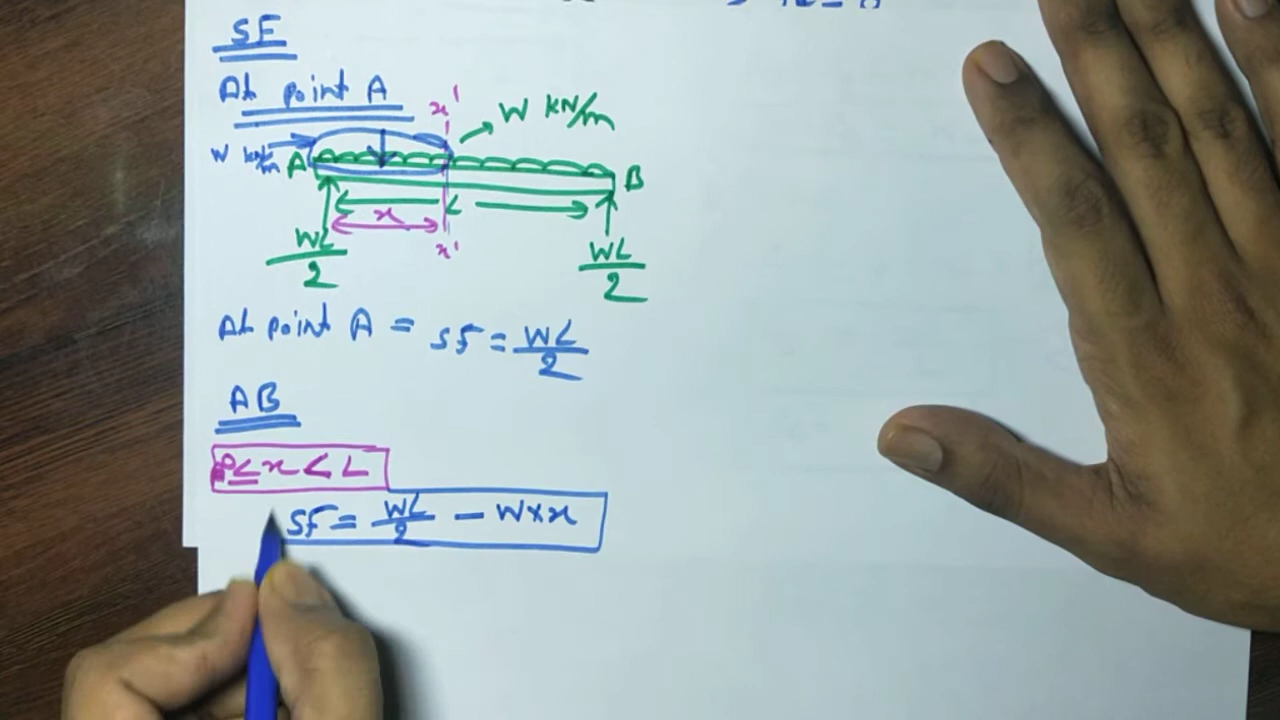 SF
At point A
x'
W kN/m
W kN/m
A
B
L
x
x'
WL/2
WL/2
At point A = SF = WL/2
AB
0 ≤ x < L
SF = WL/2 - W×x